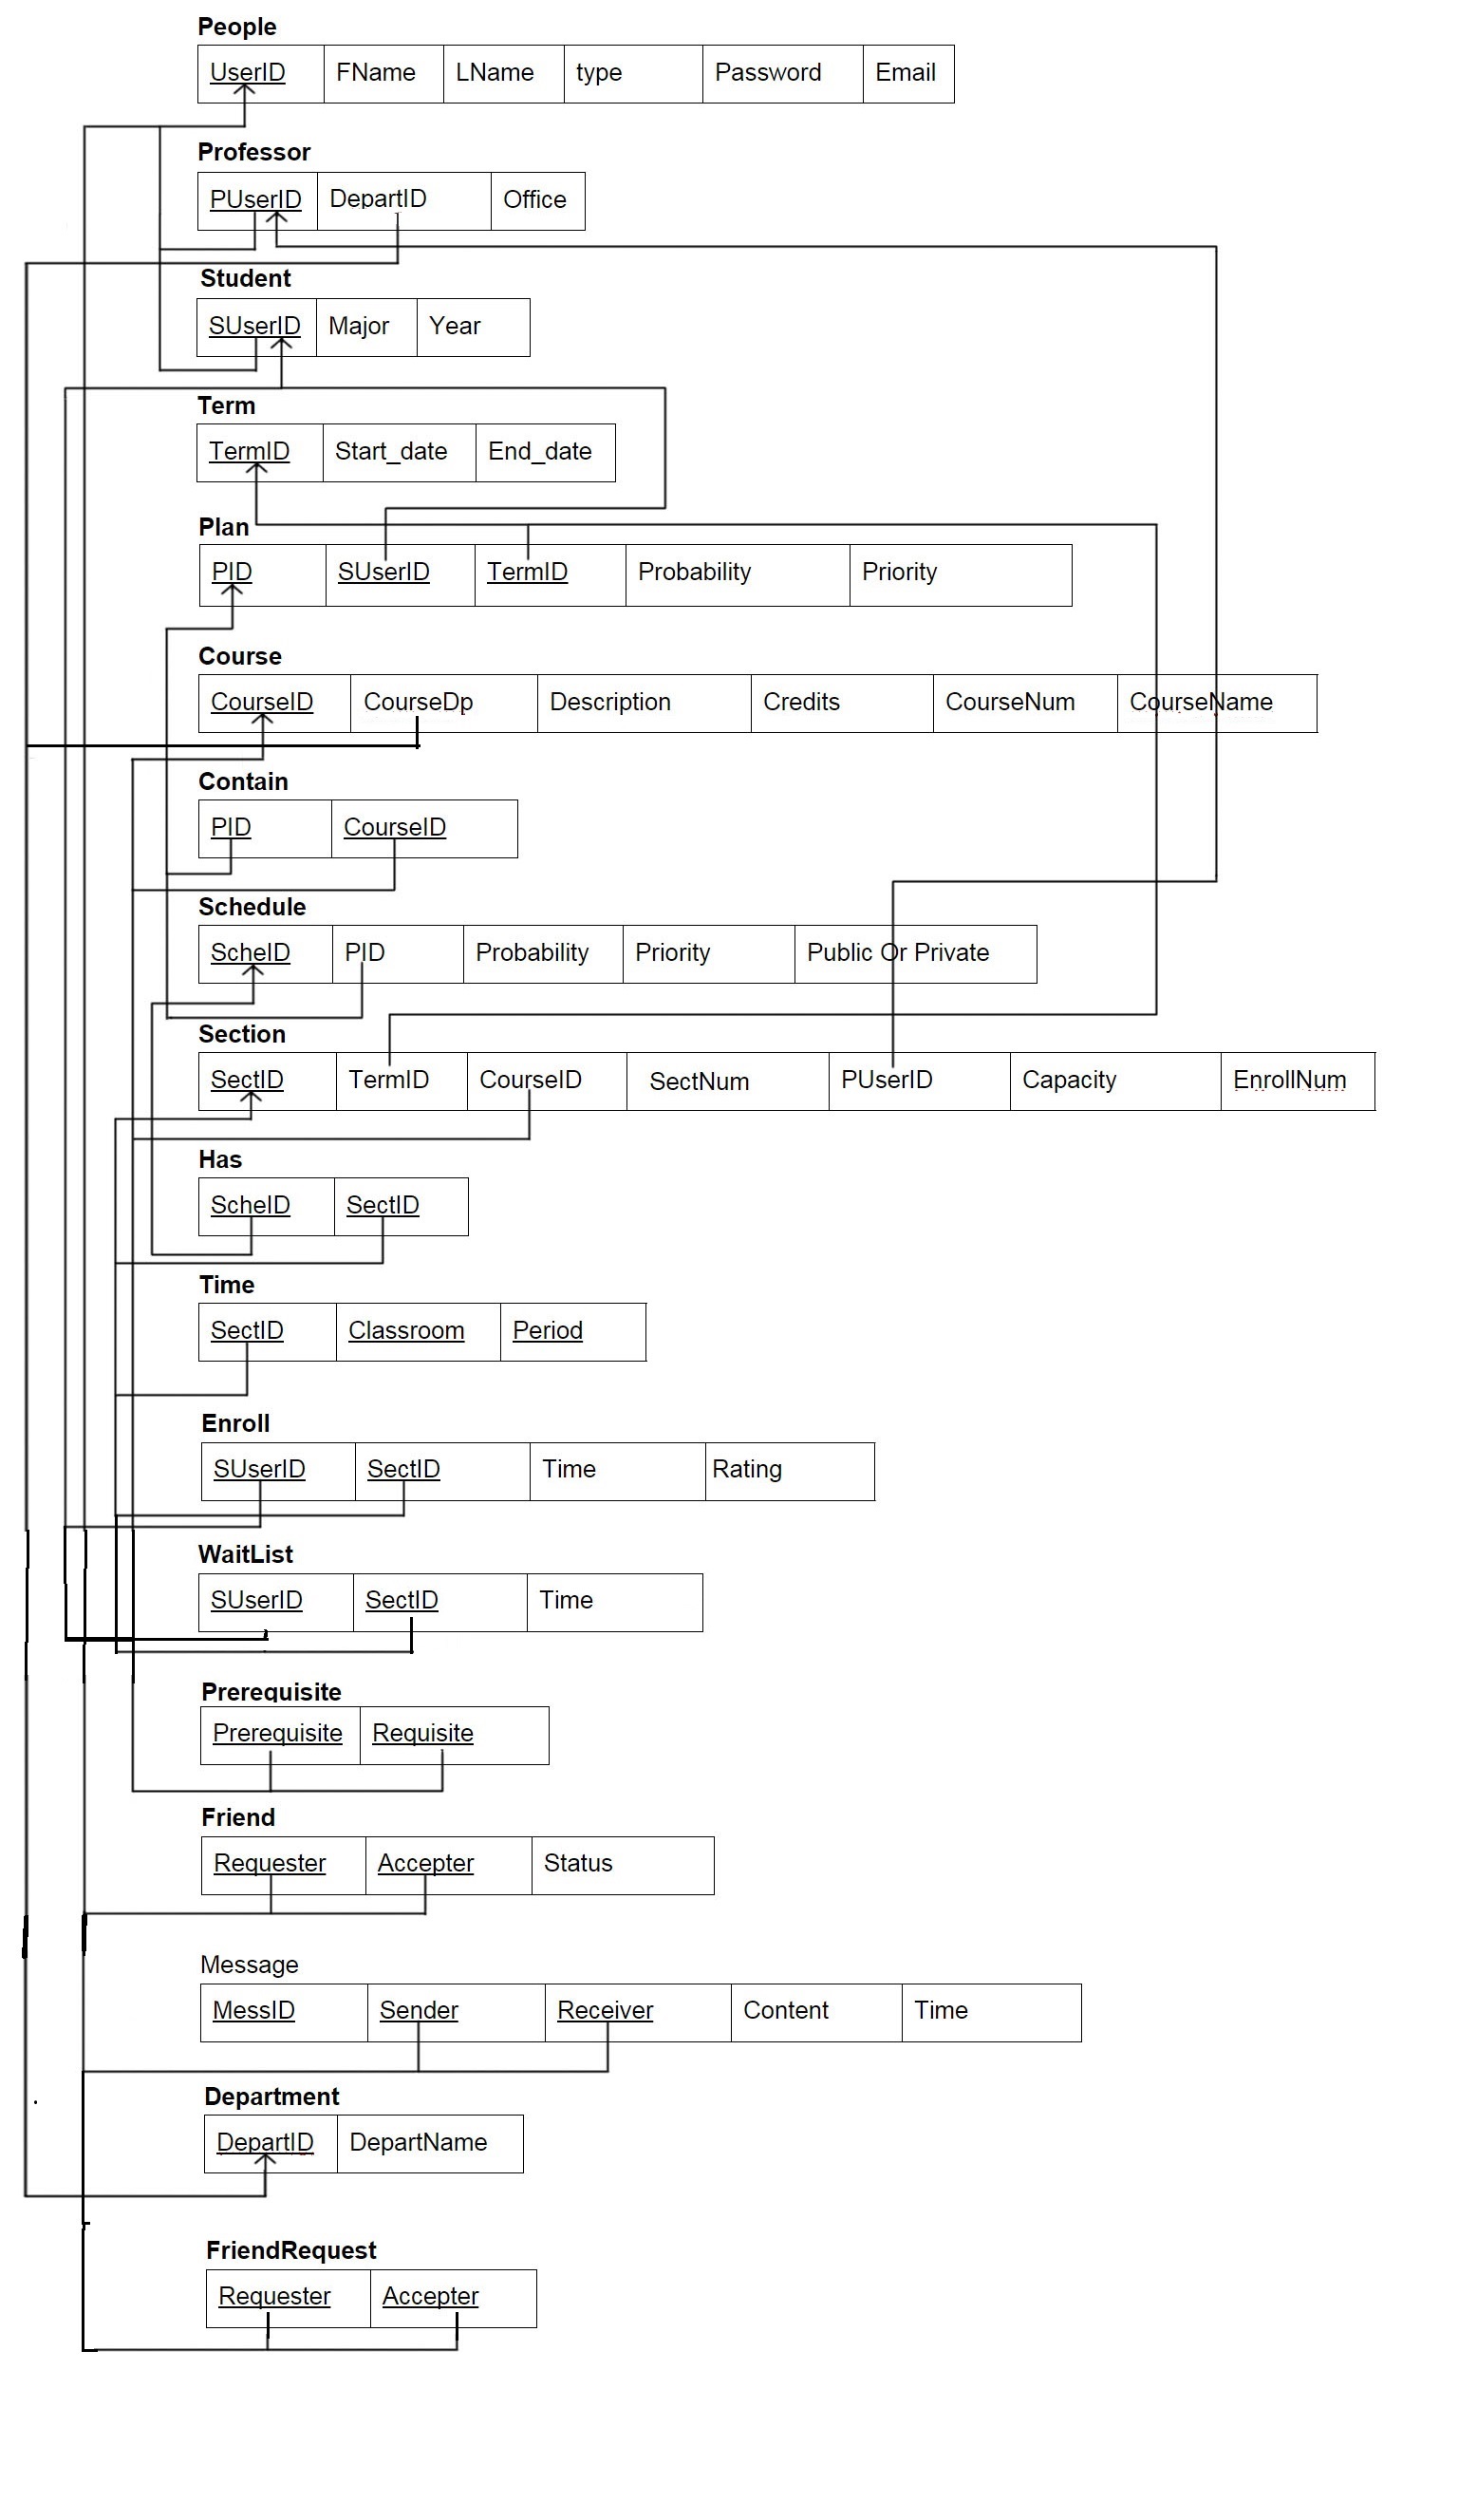 People
UserID FName LName type Password Email
Professor
PUserID DepartID Office
Student
SUserID Major Year
Term
TermID Start_date End_date
Plan
PID SUserID TermID Probability Priority
Course
CourseID CourseDp Description Credits CourseNum CourseName
Contain
PID CourseID
Schedule
ScheID PID Probability Priority Public Or Private
Section
SectID TermID CourseID SectNum PUserID Capacity EnrollNum
Has
ScheID SectID
Time
SectID Classroom Period
Enroll
SUserID SectID Time Rating
WaitList
SUserID SectID Time
Prerequisite
Prerequisite Requisite
Friend
Requester Accepter Status
Message
MessID Sender Receiver Content Time
Department
DepartID DepartName
FriendRequest
Requester Accepter